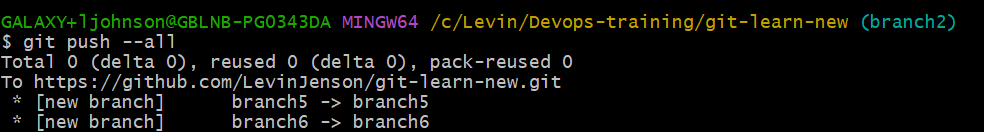 GALAXY+ljohnson@GBLNB-PG0343DA MINGW64 /c/Levin/Devops-training/git-learn-new (branch2)
$ git push --all
Total 0 (delta 0), reused 0 (delta 0), pack-reused 0
To https://github.com/LevinJenson/git-learn-new.git
 * [new branch]      branch5 -> branch5
 * [new branch]      branch6 -> branch6